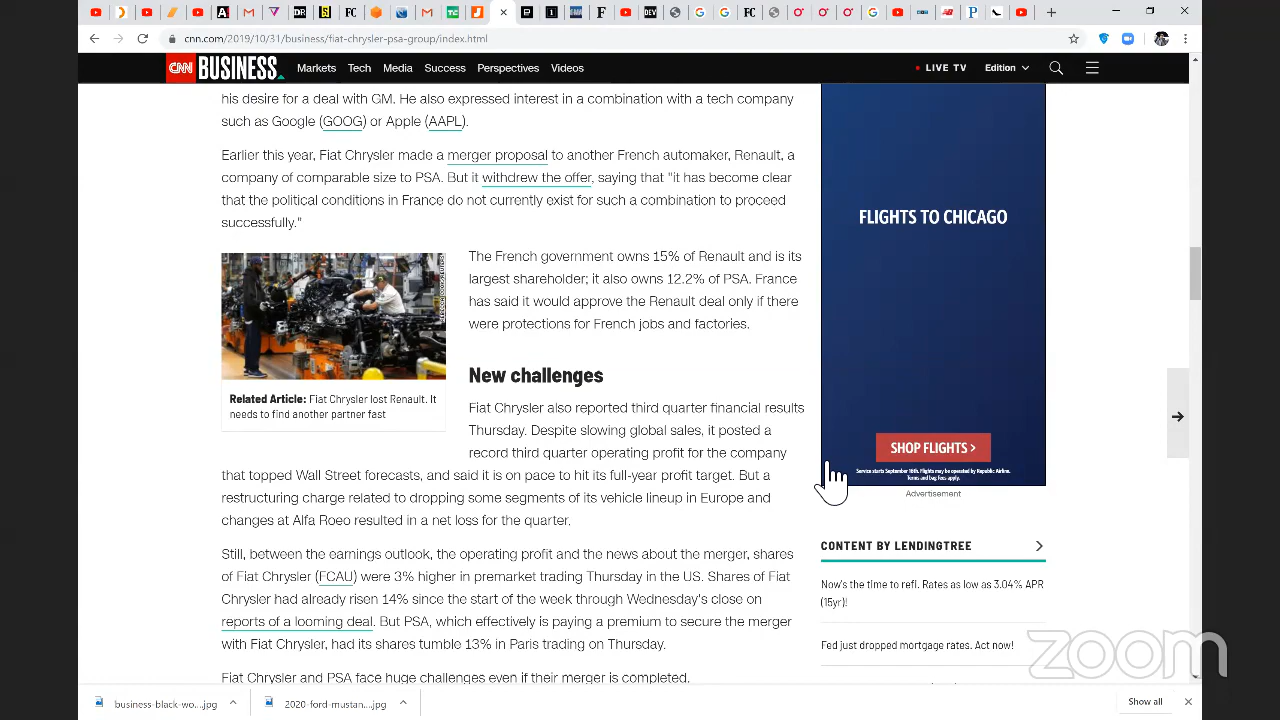 cnn.com/2019/10/31/business/fiat-chrysler-psa-group/index.html
CNN BUSINESS
Markets Tech Media Success Perspectives Videos
LIVE TV Edition
his desire for a deal with GM. He also expressed interest in a combination with a tech company
such as Google (GOOG) or Apple (AAPL).
Earlier this year, Fiat Chrysler made a merger proposal to another French automaker, Renault, a
company of comparable size to PSA. But it withdrew the offer, saying that "it has become clear
that the political conditions in France do not currently exist for such a combination to proceed
successfully."
The French government owns 15% of Renault and is its
largest shareholder; it also owns 12.2% of PSA. France
has said it would approve the Renault deal only if there
were protections for French jobs and factories.
Related Article: Fiat Chrysler lost Renault. It
needs to find another partner fast
New challenges
Fiat Chrysler also reported third quarter financial results
Thursday. Despite slowing global sales, it posted a
record third quarter operating profit for the company
that topped Wall Street forecasts, and said it is on pace to hit its full-year profit target. But a
restructuring charge related to dropping some segments of its vehicle lineup in Europe and
changes at Alfa Roeo resulted in a net loss for the quarter.
Still, between the earnings outlook, the operating profit and the news about the merger, shares
of Fiat Chrysler (FCAU) were 3% higher in premarket trading Thursday in the US. Shares of Fiat
Chrysler had already risen 14% since the start of the week through Wednesday's close on
reports of a looming deal. But PSA, which effectively is paying a premium to secure the merger
with Fiat Chrysler, had its shares tumble 13% in Paris trading on Thursday.
Fiat Chrysler and PSA face huge challenges even if their merger is completed.
FLIGHTS TO CHICAGO
SHOP FLIGHTS >
Service starts September 16th. Flights may be operated by Republic Airline.
Terms and bag fees apply.
Advertisement
CONTENT BY LENDINGTREE
Now's the time to refi. Rates as low as 3.04% APR
(15yr)!
Fed just dropped mortgage rates. Act now!
zoom
business-black-wo....jpg
2020-ford-mustan....jpg
Show all